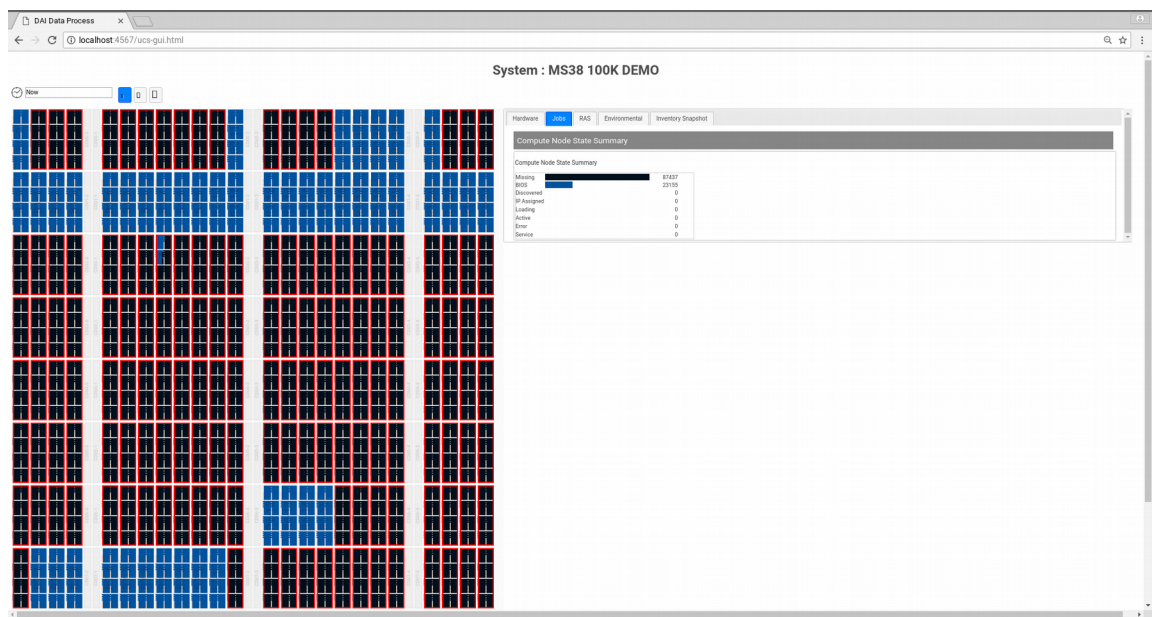 DAI Data Process
localhost:4567/ucs-gui.html
System : MS38 100K DEMO
Now
Hardware Jobs RAS Environmental Inventory Snapshot
Compute Node State Summary
Compute Node State Summary
Missing 87437
BIOS 23155
Discovered 0
IP Assigned 0
Loading 0
Active 0
Error 0
Service 0